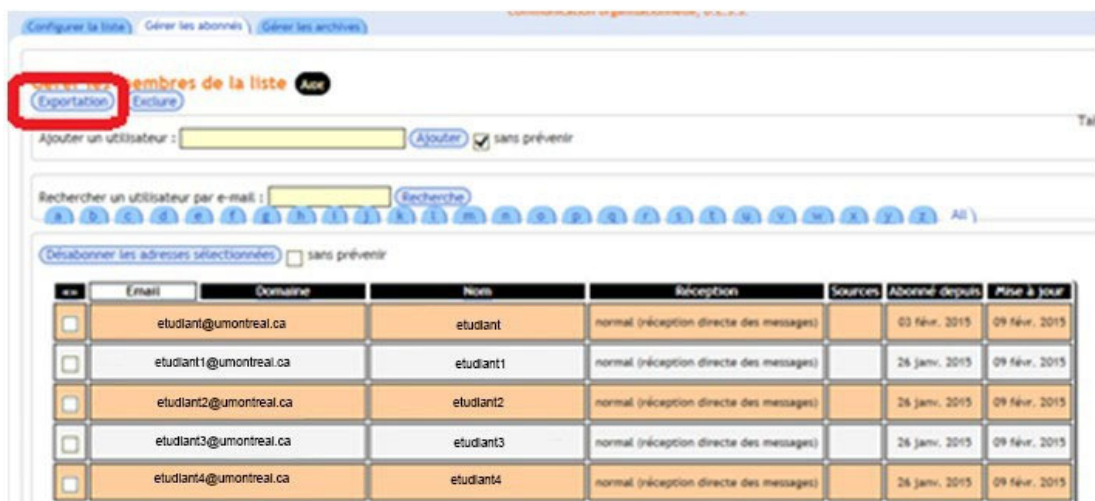 Communication organisationnelle, D.E.S.S.
Configurer la liste Gérer les abonnés Gérer les archives
Gérer les membres de la liste Aide
Exportation Exclure
Ajouter un utilisateur : Ajouter sans prévenir
Rechercher un utilisateur par e-mail : Recherche
a b c d e f g h i j k l m n o p q r s t u v w x y z All
Désabonner les adresses sélectionnées sans prévenir
Email Domaine Nom Réception Sources Abonné depuis Mise à jour
etudiant@umontreal.ca etudiant normal (réception directe des messages) 03 févr. 2015 09 févr. 2015
etudiant1@umontreal.ca etudiant1 normal (réception directe des messages) 26 janv. 2015 09 févr. 2015
etudiant2@umontreal.ca etudiant2 normal (réception directe des messages) 26 janv. 2015 09 févr. 2015
etudiant3@umontreal.ca etudiant3 normal (réception directe des messages) 26 janv. 2015 09 févr. 2015
etudiant4@umontreal.ca etudiant4 normal (réception directe des messages) 26 janv. 2015 09 févr. 2015